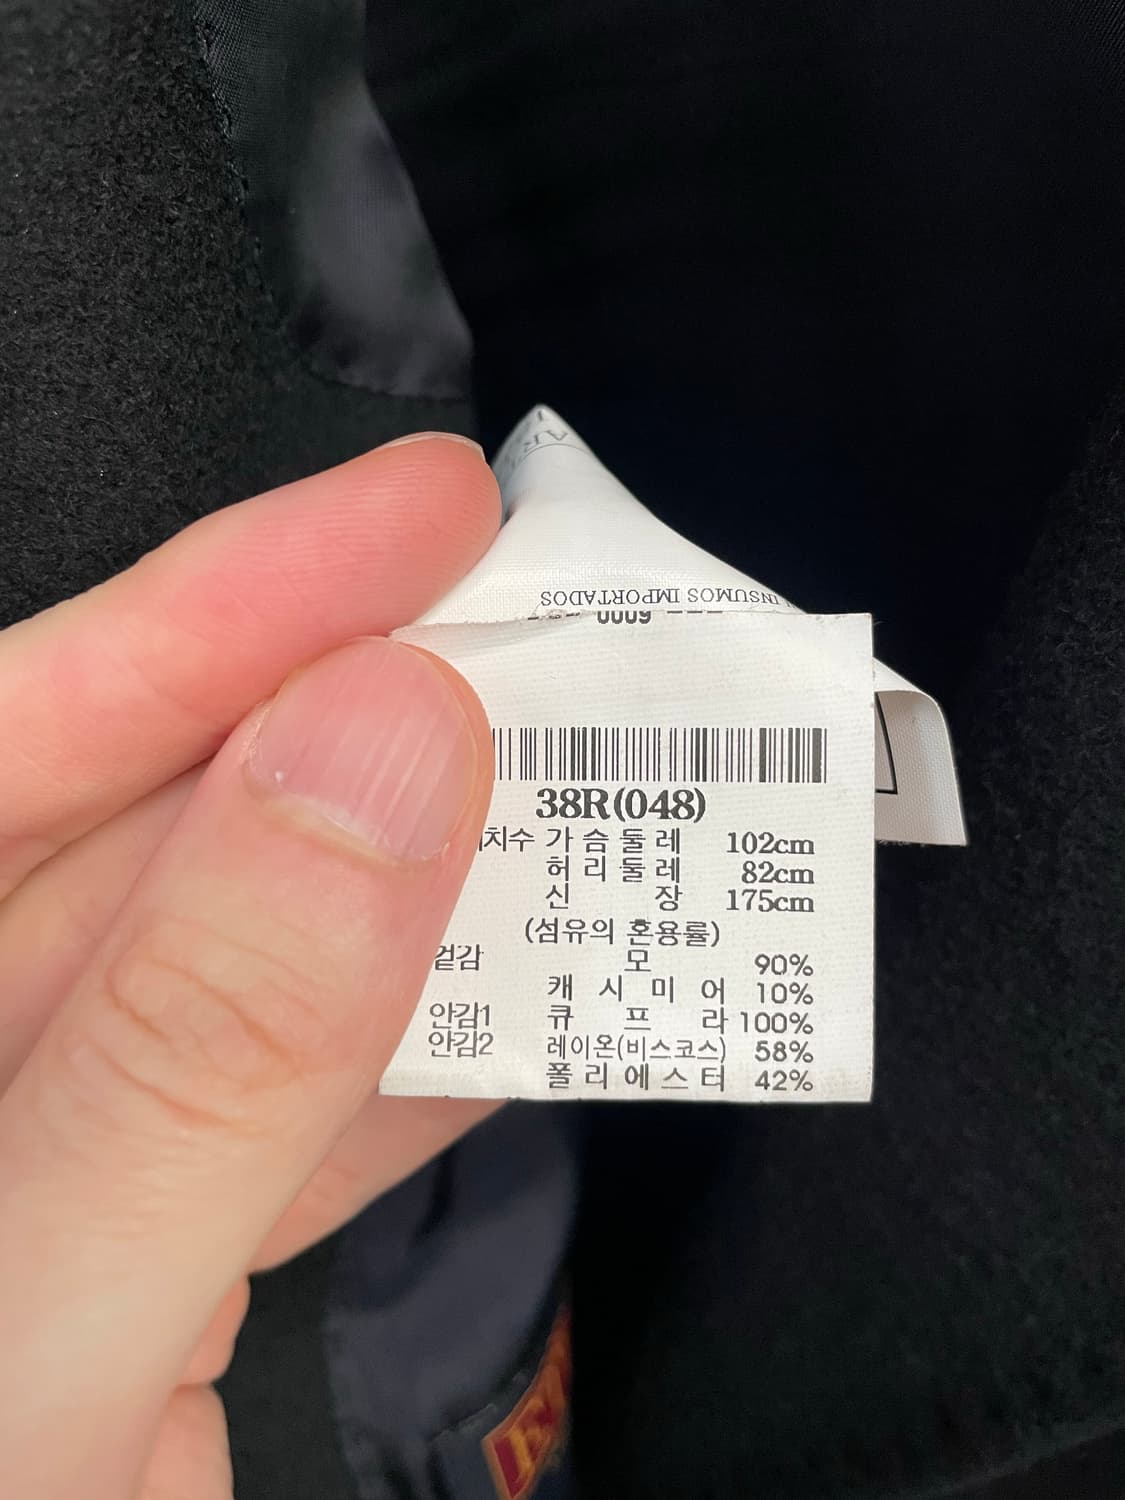 INSUMOS IMPORTADOS
38R(048)
치수 가슴둘레 102cm
허리둘레 82cm
신장 175cm
(섬유의 혼용률)
겉감 모 90%
캐시미어 10%
안감1 큐프라 100%
안감2 레이온(비스코스) 58%
폴리에스터 42%